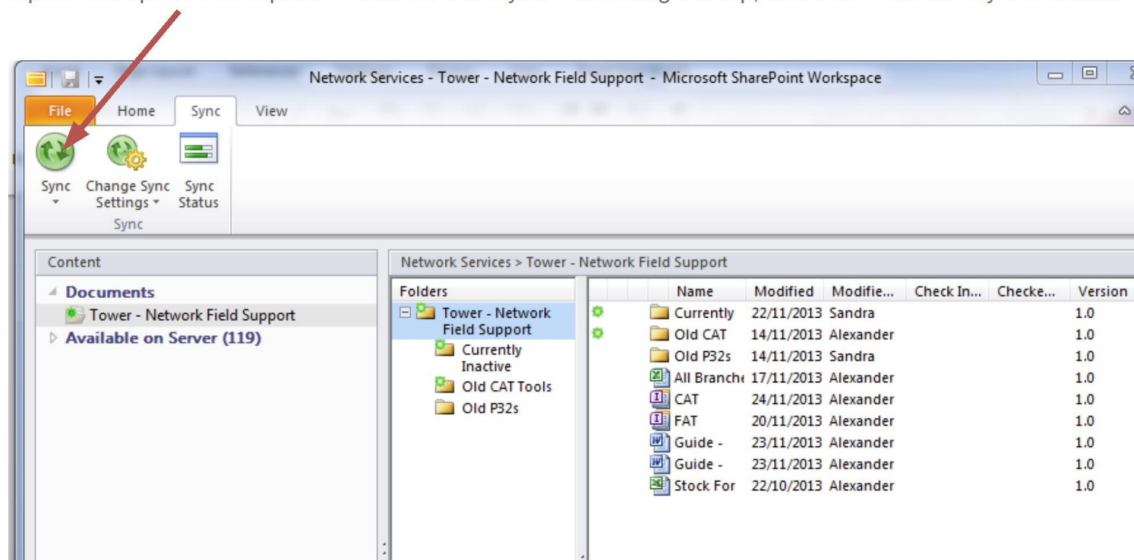 Network Services - Tower - Network Field Support - Microsoft SharePoint Workspace
File Home Sync View
Sync Change Sync Settings Sync Status
Sync
Content
Documents
Tower - Network Field Support
Available on Server (119)
Network Services > Tower - Network Field Support
Folders
Tower - Network
Field Support
Currently
Inactive
Old CAT Tools
Old P32s
Name Modified Modifie... Check In... Checke... Version
Currently 22/11/2013 Sandra 1.0
Old CAT 14/11/2013 Alexander 1.0
Old P32s 14/11/2013 Sandra 1.0
All Branche 17/11/2013 Alexander 1.0
CAT 24/11/2013 Alexander 1.0
FAT 20/11/2013 Alexander 1.0
Guide - 23/11/2013 Alexander 1.0
Guide - 23/11/2013 Alexander 1.0
Stock For 22/10/2013 Alexander 1.0